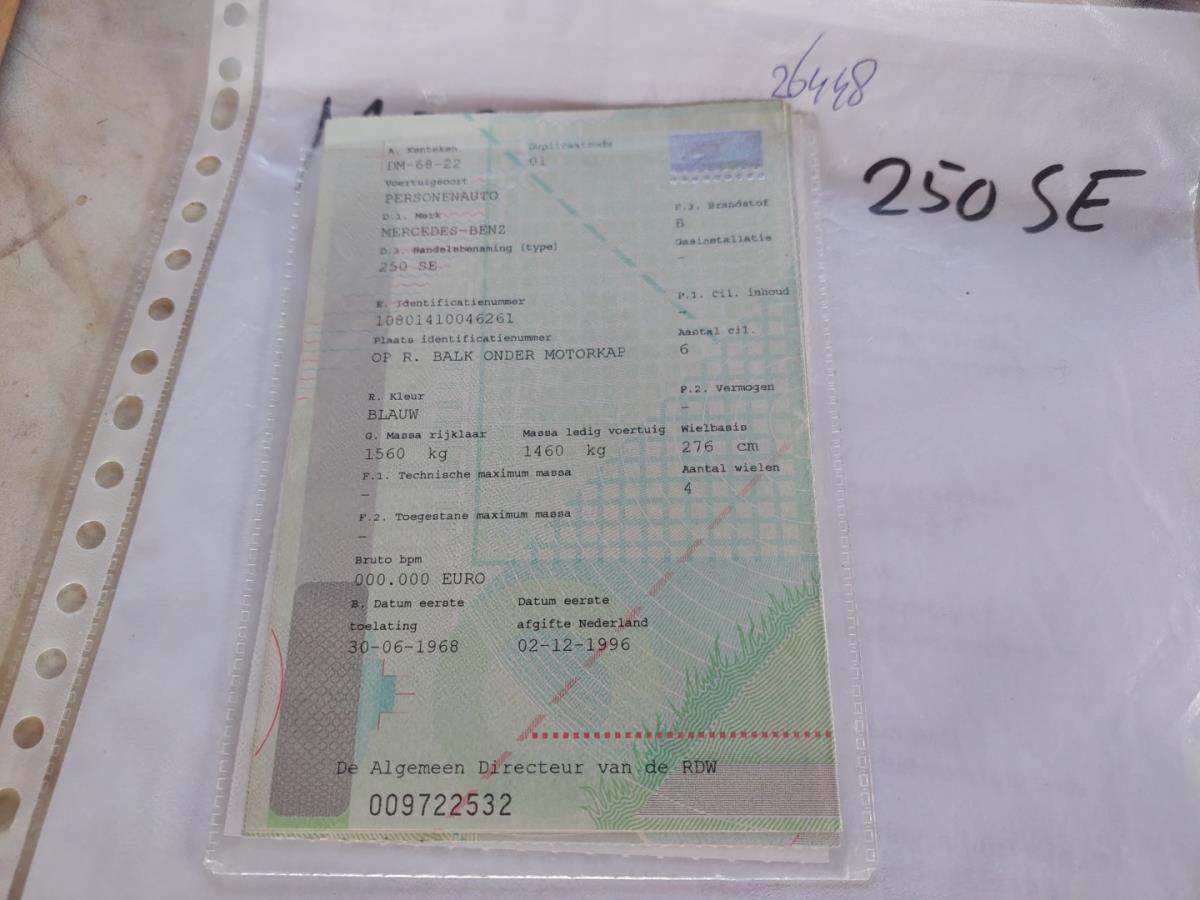 26448
250 SE
A. Kenteken Duplicaatcode
DM-68-22 01
Voertuigsoort
PERSONENAUTO
D.1. Merk P.3. Brandstof
MERCEDES-BENZ B
D.3. Handelsbenaming (type) Gasinstallatie
250 SE -
E. Identificatienummer P.1. Cil. inhoud
10801410046261 -
Plaats identificatienummer Aantal cil.
OP R. BALK ONDER MOTORKAP 6
R. Kleur P.2. Vermogen
BLAUW -
G. Massa rijklaar Massa ledig voertuig Wielbasis
1560 kg 1460 kg 276 cm
F.1. Technische maximum massa Aantal wielen
- 4
F.2. Toegestane maximum massa
-
Bruto bpm
000.000 EURO
B. Datum eerste Datum eerste
toelating afgifte Nederland
30-06-1968 02-12-1996
De Algemeen Directeur van de RDW
009722532